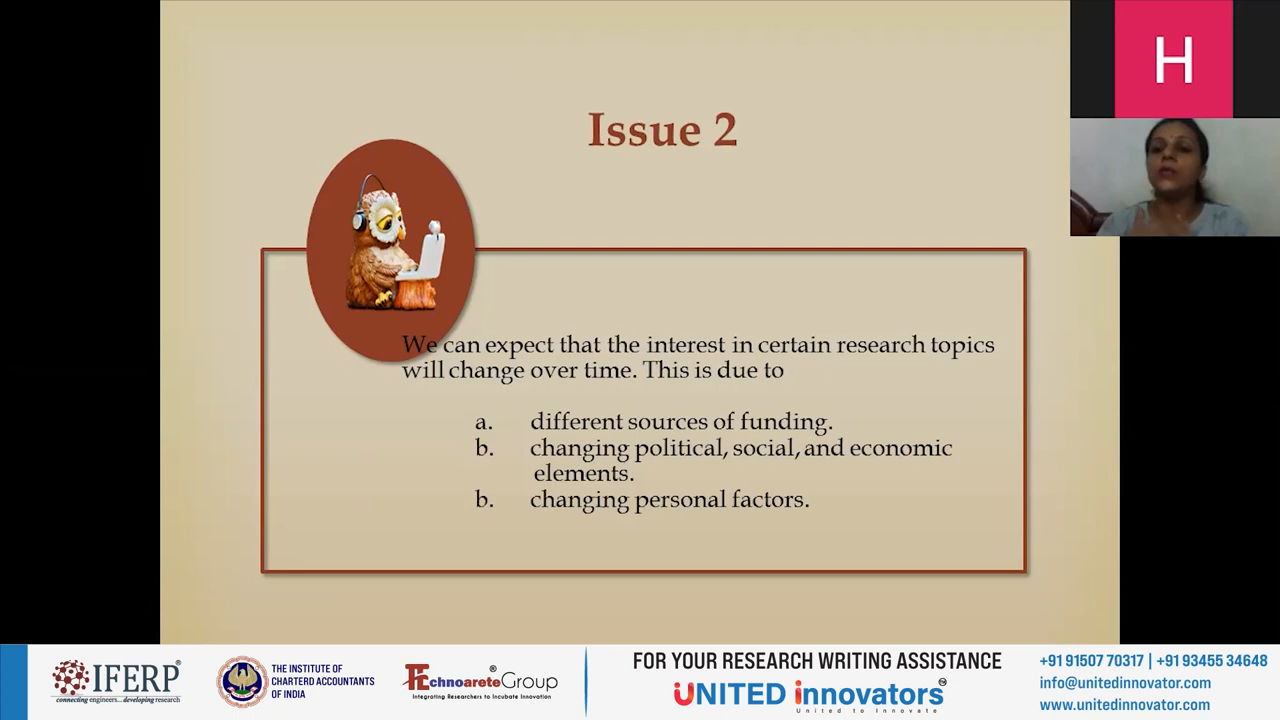 H
Issue 2
We can expect that the interest in certain research topics
will change over time. This is due to
a. different sources of funding.
b. changing political, social, and economic
elements.
b. changing personal factors.
IFERP®
connecting engineers... developing research
THE INSTITUTE OF
CHARTERED ACCOUNTANTS
OF INDIA
TEchnoareteGroup®
Integrating Researchers to Incubate Innovation
FOR YOUR RESEARCH WRITING ASSISTANCE
UNITED innovators™
United to Innovate
+91 91507 70317 | +91 93455 34648
info@unitedinnovator.com
www.unitedinnovator.com